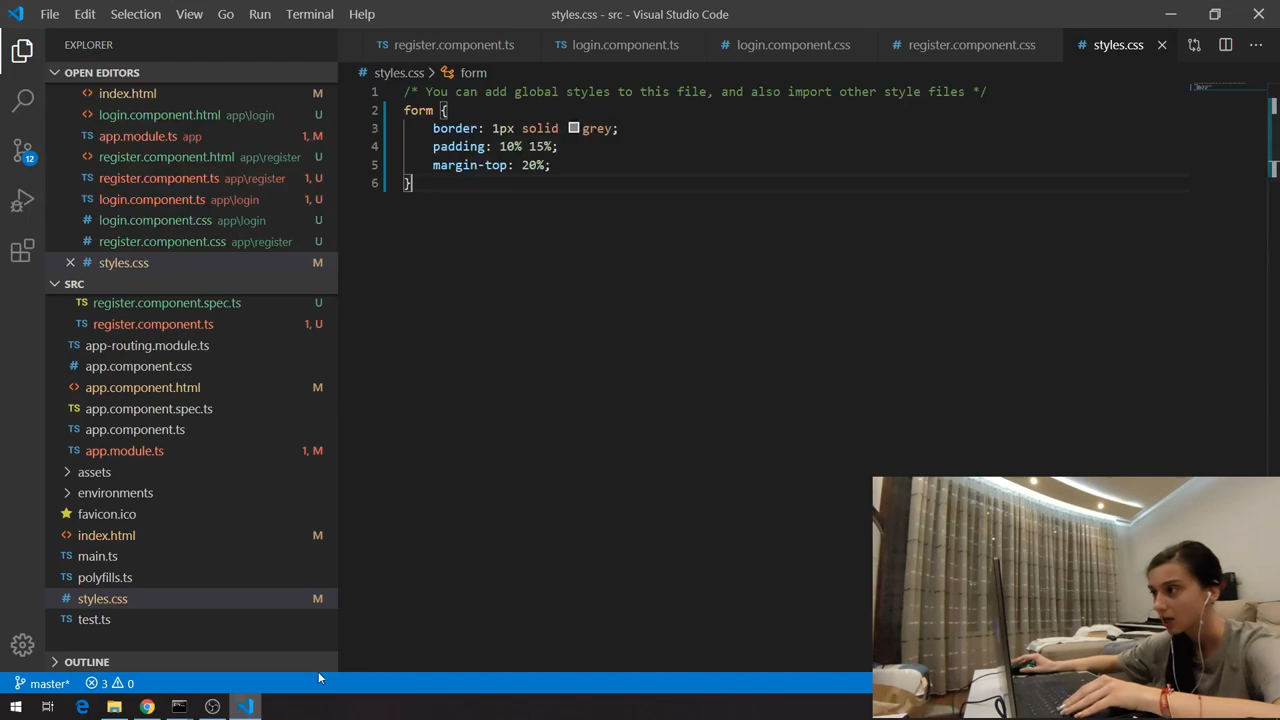 File Edit Selection View Go Run Terminal Help
styles.css - src - Visual Studio Code
EXPLORER
register.component.ts
login.component.ts
login.component.css
register.component.css
styles.css
OPEN EDITORS
index.html M
login.component.html app\login U
app.module.ts app 1, M
register.component.html app\register U
register.component.ts app\register 1, U
login.component.ts app\login 1, U
login.component.css app\login U
register.component.css app\register U
styles.css M
SRC
register.component.spec.ts U
register.component.ts 1, U
app-routing.module.ts
app.component.css
app.component.html M
app.component.spec.ts
app.component.ts
app.module.ts 1, M
assets
environments
favicon.ico
index.html M
main.ts
polyfills.ts
styles.css M
test.ts
OUTLINE
12
styles.css > form
1 /* You can add global styles to this file, and also import other style files */
2 form {
3 border: 1px solid grey;
4 padding: 10% 15%;
5 margin-top: 20%;
6 }
master* 3 0